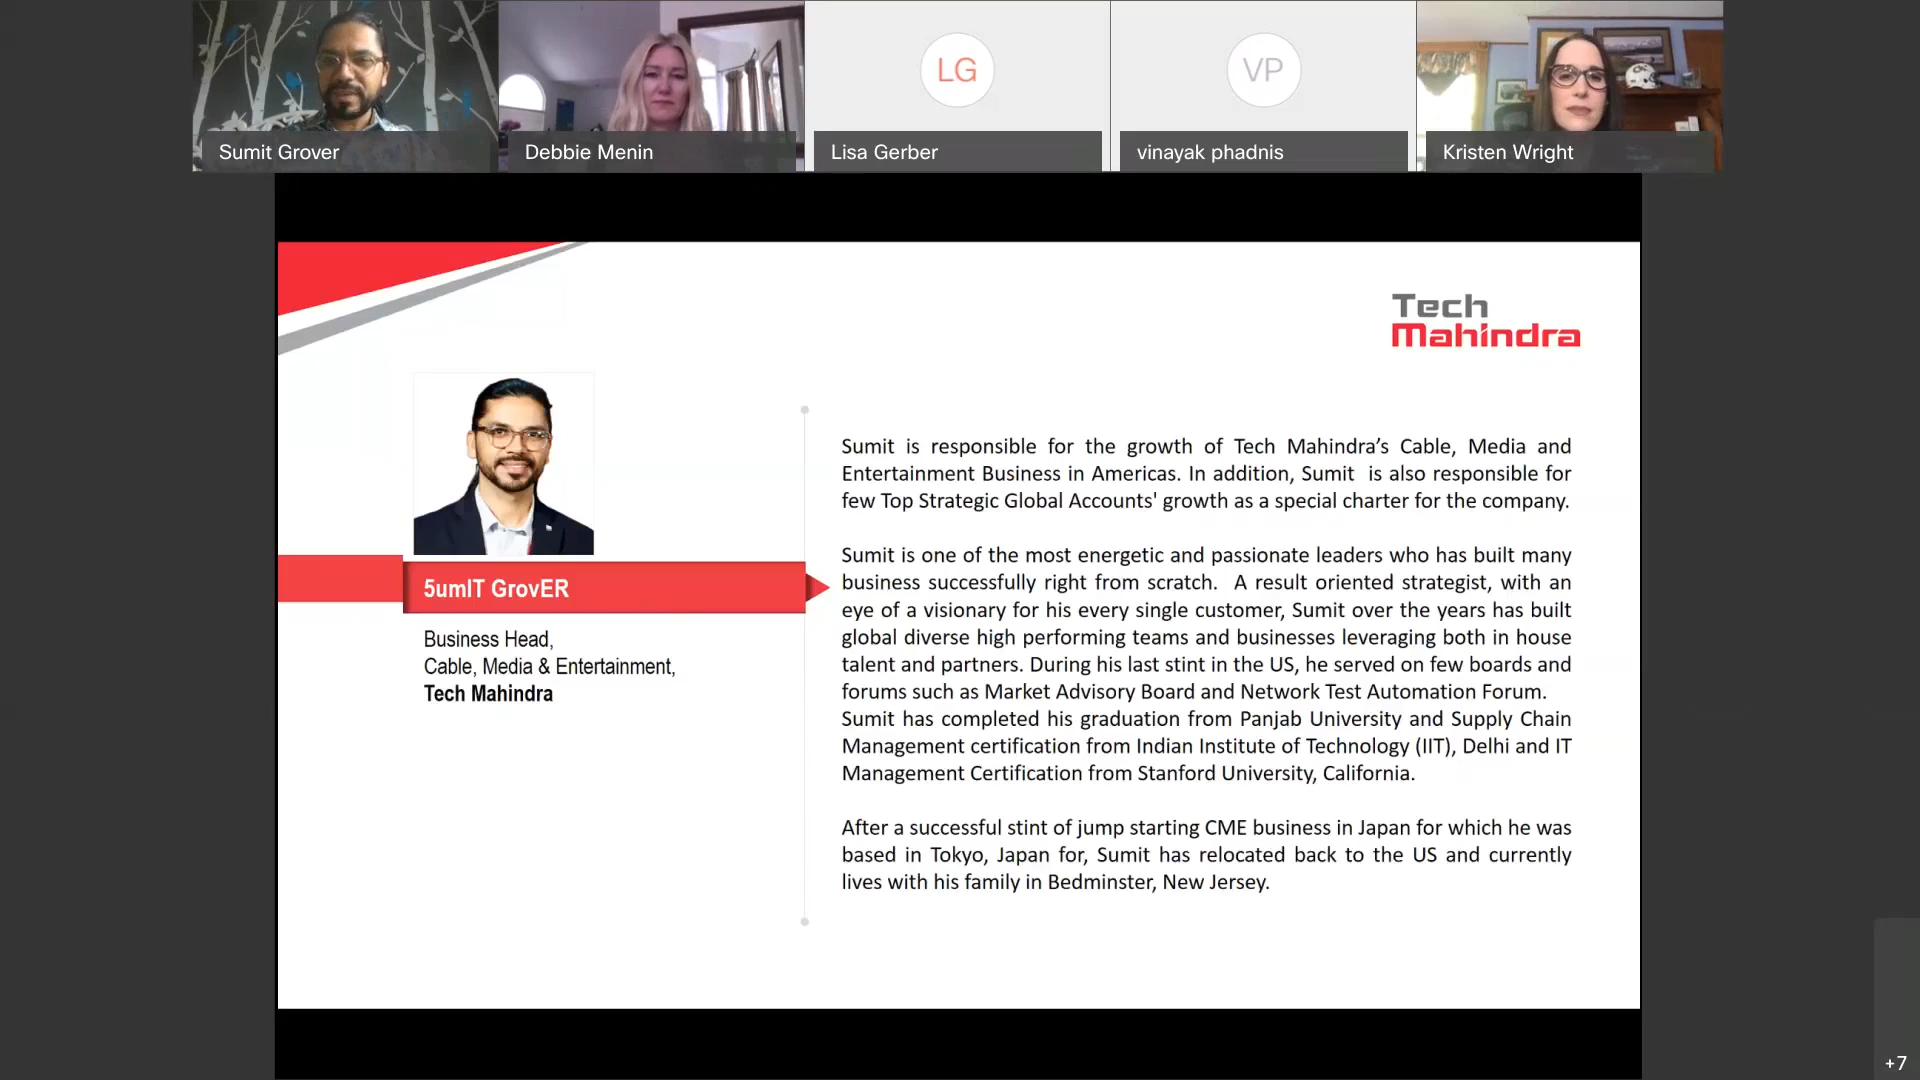 Sumit Grover
Debbie Menin
LG
Lisa Gerber
VP
vinayak phadnis
Kristen Wright
Tech
Mahindra
5umIT GrovER
Business Head,
Cable, Media & Entertainment,
Tech Mahindra
Sumit is responsible for the growth of Tech Mahindra’s Cable, Media and
Entertainment Business in Americas. In addition, Sumit is also responsible for
few Top Strategic Global Accounts' growth as a special charter for the company.
Sumit is one of the most energetic and passionate leaders who has built many
business successfully right from scratch. A result oriented strategist, with an
eye of a visionary for his every single customer, Sumit over the years has built
global diverse high performing teams and businesses leveraging both in house
talent and partners. During his last stint in the US, he served on few boards and
forums such as Market Advisory Board and Network Test Automation Forum.
Sumit has completed his graduation from Panjab University and Supply Chain
Management certification from Indian Institute of Technology (IIT), Delhi and IT
Management Certification from Stanford University, California.
After a successful stint of jump starting CME business in Japan for which he was
based in Tokyo, Japan for, Sumit has relocated back to the US and currently
lives with his family in Bedminster, New Jersey.
+7